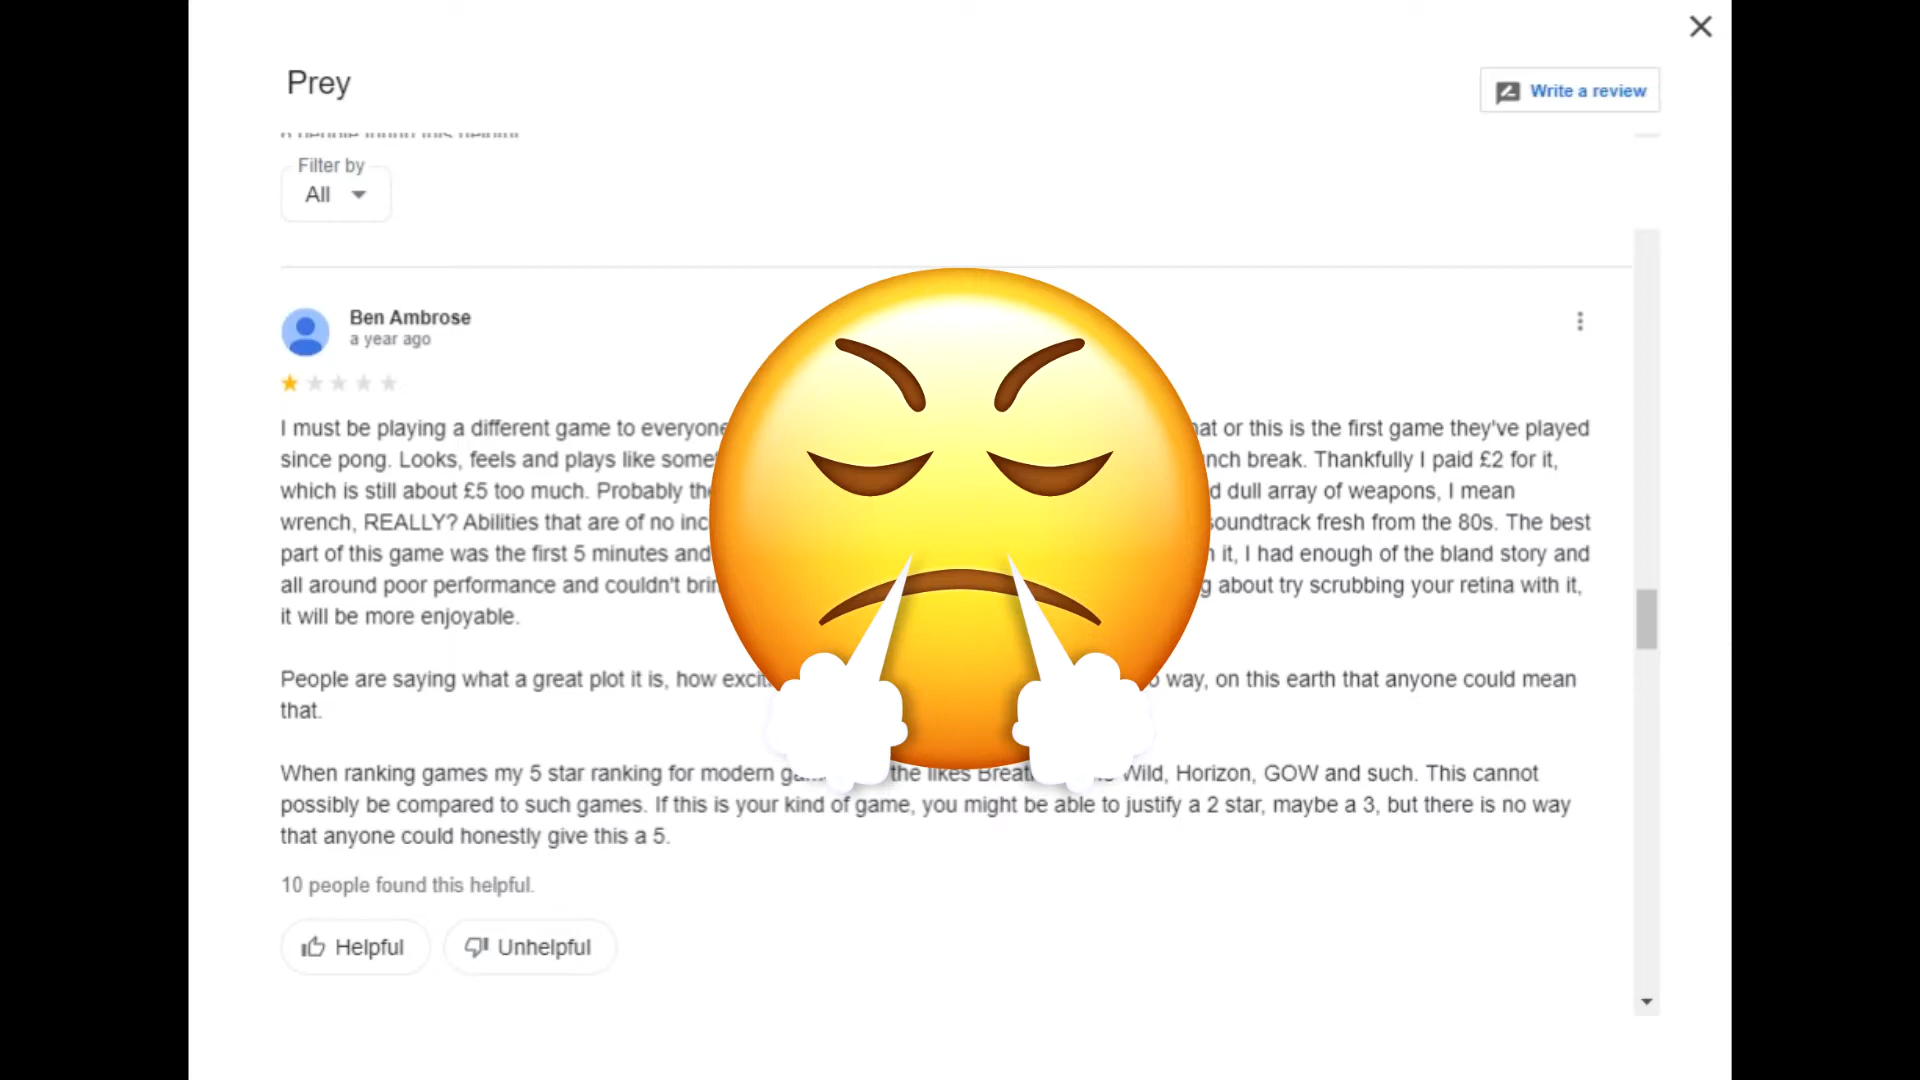 Prey
Write a review
6 people found this helpful
Filter by
All
Ben Ambrose
a year ago
I must be playing a different game to everyone at or this is the first game they've played
since pong. Looks, feels and plays like nch break. Thankfully I paid £2 for it,
which is still about £5 too much. Probably d dull array of weapons, I mean
wrench, REALLY? Abilities that are of no soundtrack fresh from the 80s. The best
part of this game was the first 5 minutes and it, I had enough of the bland story and
all around poor performance and couldn't about try scrubbing your retina with it,
it will be more enjoyable.
People are saying what a great plot it is, how way, on this earth that anyone could mean
that.
When ranking games my 5 star ranking for modern the likes Wild, Horizon, GOW and such. This cannot
possibly be compared to such games. If this is your kind of game, you might be able to justify a 2 star, maybe a 3, but there is no way
that anyone could honestly give this a 5.
10 people found this helpful.
Helpful
Unhelpful